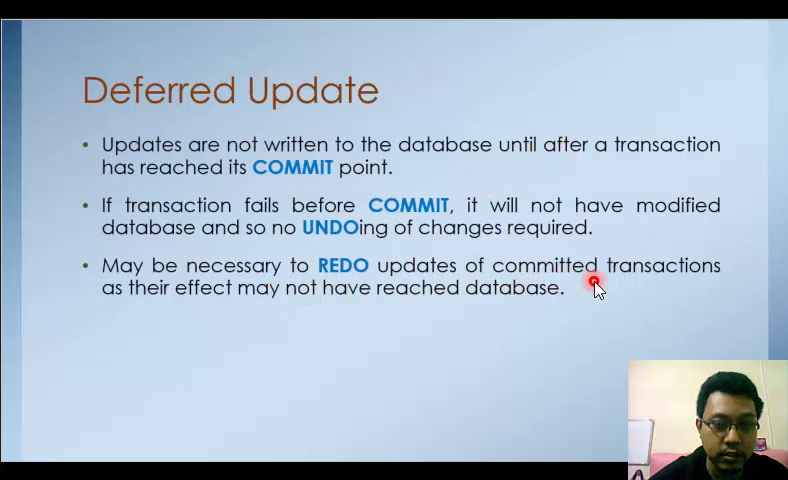 Deferred Update
• Updates are not written to the database until after a transaction
has reached its COMMIT point.
• If transaction fails before COMMIT, it will not have modified
database and so no UNDOing of changes required.
• May be necessary to REDO updates of committed transactions
as their effect may not have reached database.